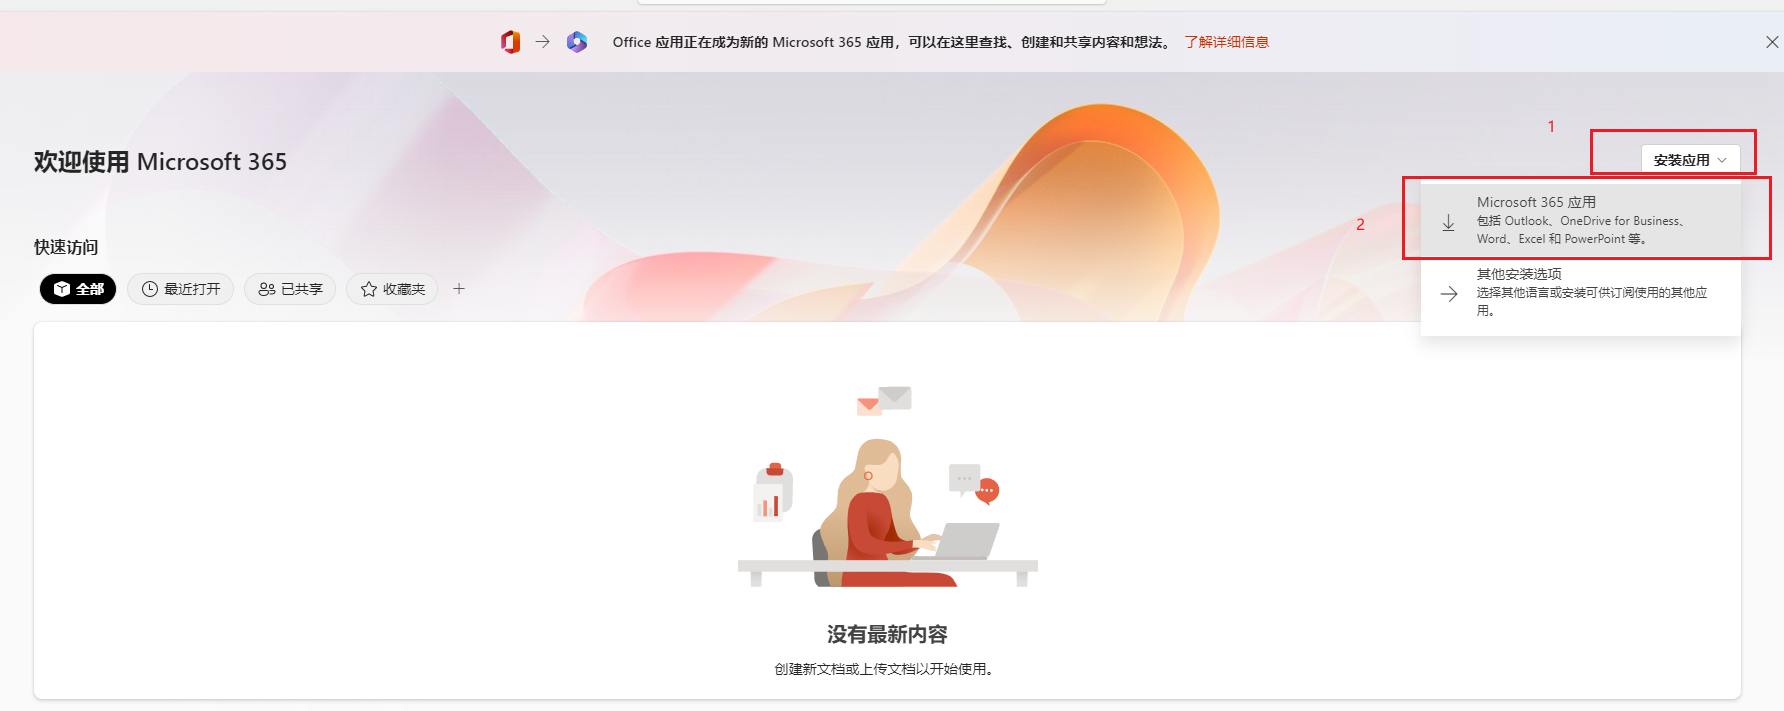 Office 应用正在成为新的 Microsoft 365 应用，可以在这里查找、创建和共享内容和想法。 了解详细信息
1
欢迎使用 Microsoft 365
安装应用
2
Microsoft 365 应用
包括 Outlook、OneDrive for Business、
Word、Excel 和 PowerPoint 等。
快速访问
其他安装选项
选择其他语言或安装可供订阅使用的其他应
用。
全部 最近打开 已共享 收藏夹
没有最新内容
创建新文档或上传文档以开始使用。